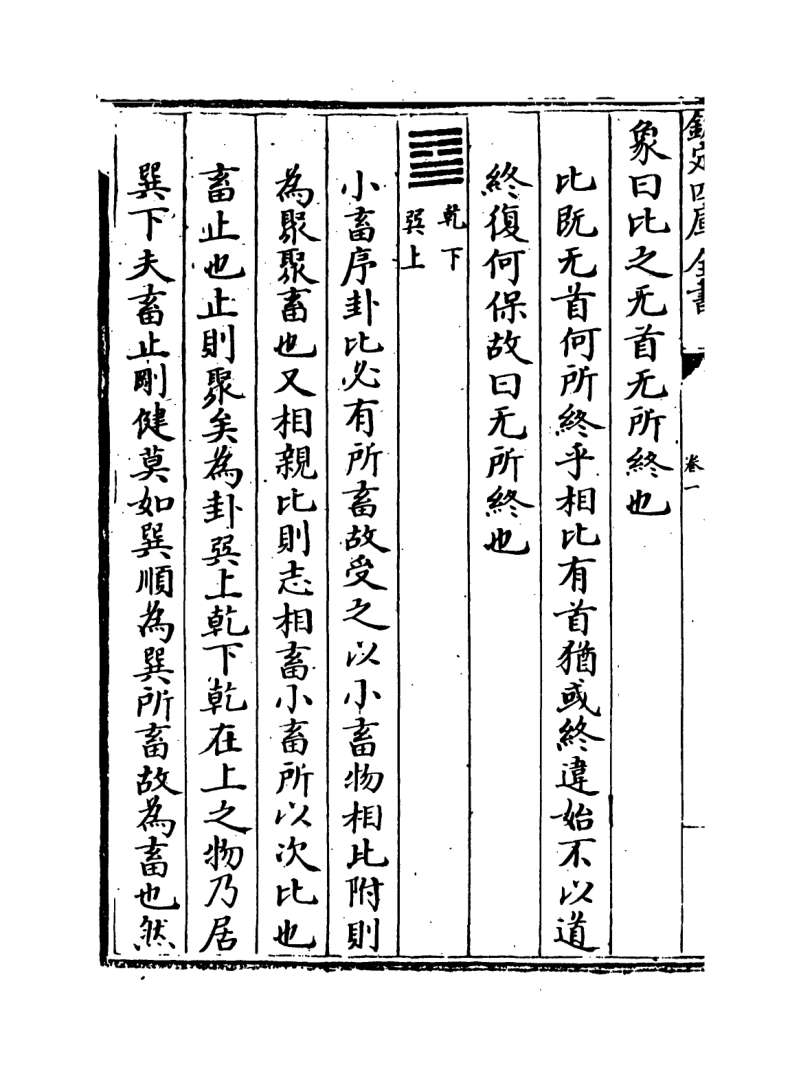 欽定四庫全書
卷一
象曰比之无首无所終也
比既无首何所終乎相比有首猶或終違始不以道
終復何保故曰无所終也
乾下
巽上
小畜序卦比必有所畜故受之以小畜物相比附則
為聚聚畜也又相親比則志相畜小畜所以次比也
畜止也止則聚矣為卦巽上乾下乾在上之物乃居
巽下夫畜止剛健莫如巽順為巽所畜故為畜也然